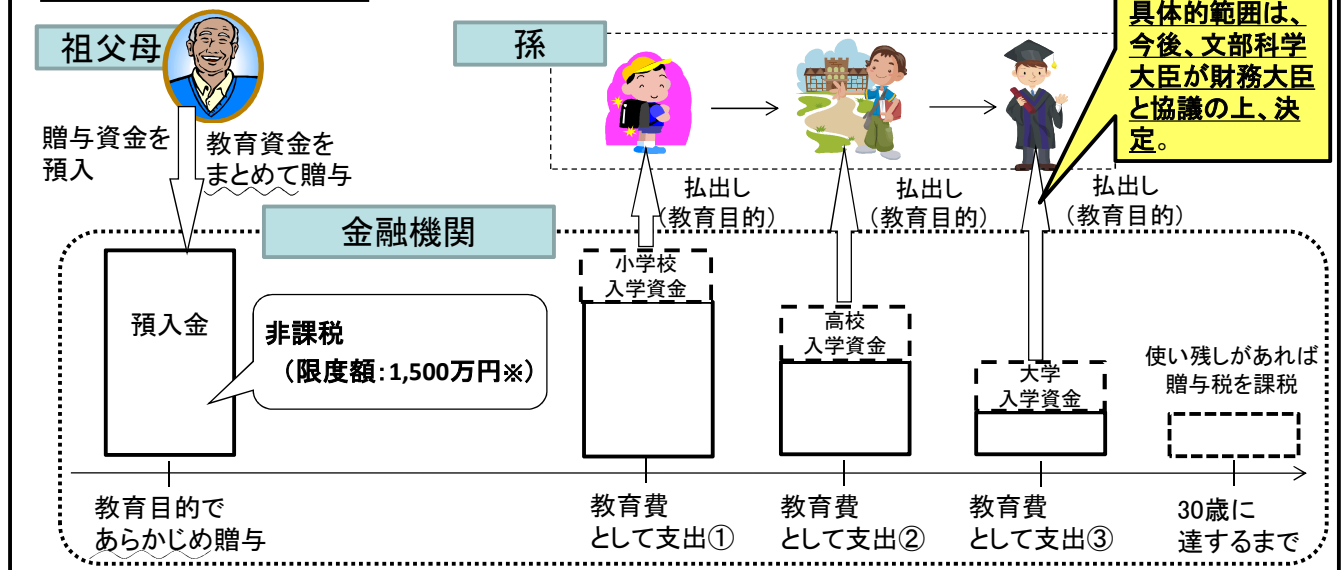 祖父母
孫
具体的範囲は、
今後、文部科学
大臣が財務大臣
と協議の上、決
定。
贈与資金を
預入
教育資金を
まとめて贈与
払出し
(教育目的)
払出し
(教育目的)
払出し
(教育目的)
金融機関
預入金
非課税
（限度額：1,500万円※）
小学校
入学資金
高校
入学資金
大学
入学資金
使い残しがあれば
贈与税を課税
教育目的で
あらかじめ贈与
教育費
として支出①
教育費
として支出②
教育費
として支出③
30歳に
達するまで